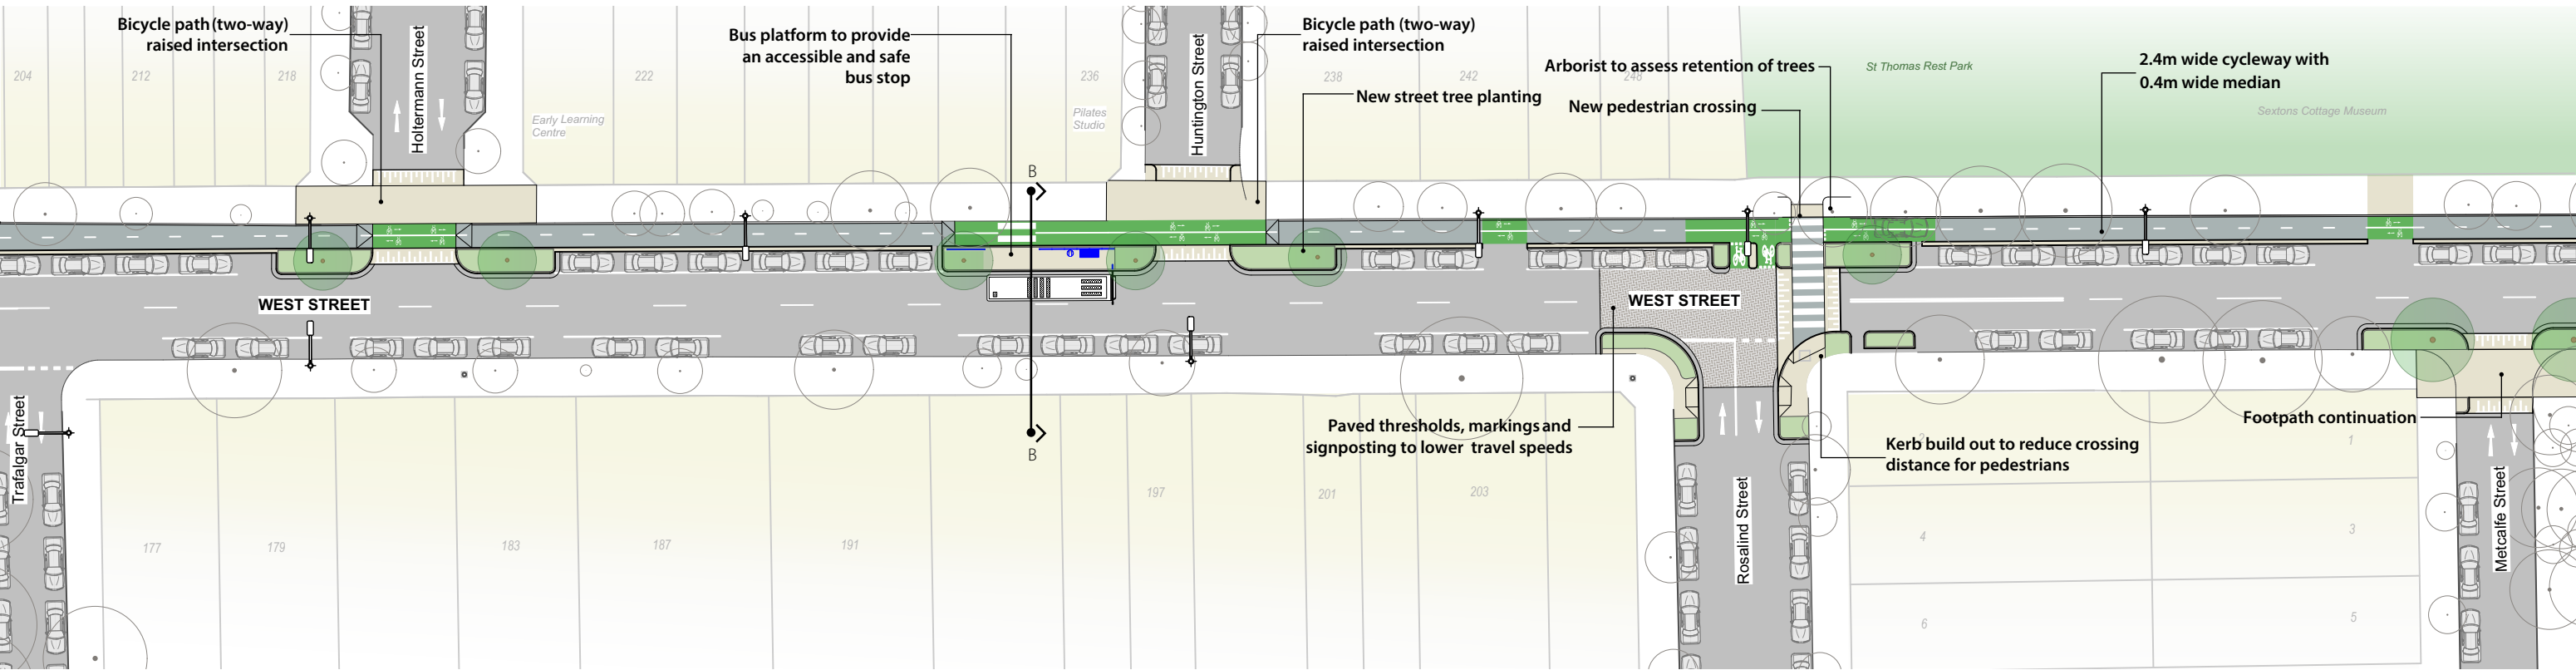 Bicycle path (two-way)
raised intersection
Holtermann Street
Bus platform to provide
an accessible and safe
bus stop
Huntington Street
Bicycle path (two-way)
raised intersection
Arborist to assess retention of trees
New street tree planting
New pedestrian crossing
St Thomas Rest Park
2.4m wide cycleway with
0.4m wide median
Sextons Cottage Museum
204
212
218
222
236
238
242
248
Early Learning
Centre
Pilates
Studio
B
WEST STREET
WEST STREET
B
Trafalgar Street
Paved thresholds, markings and
signposting to lower travel speeds
Rosalind Street
Kerb build out to reduce crossing
distance for pedestrians
Footpath continuation
Metcalfe Street
177
179
183
187
191
197
201
203
1
4
3
6
5